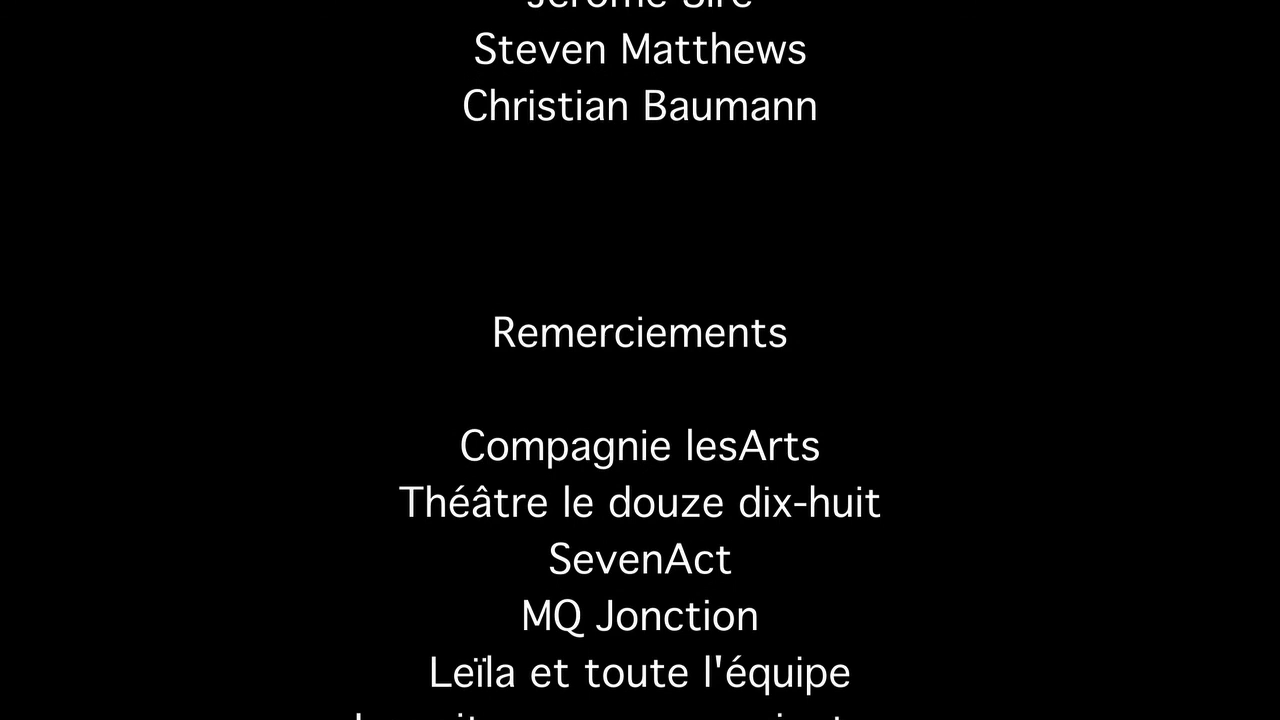 Steven Matthews
Christian Baumann
Remerciements
Compagnie lesArts
Théâtre le douze dix-huit
SevenAct
MQ Jonction
Leïla et toute l'équipe